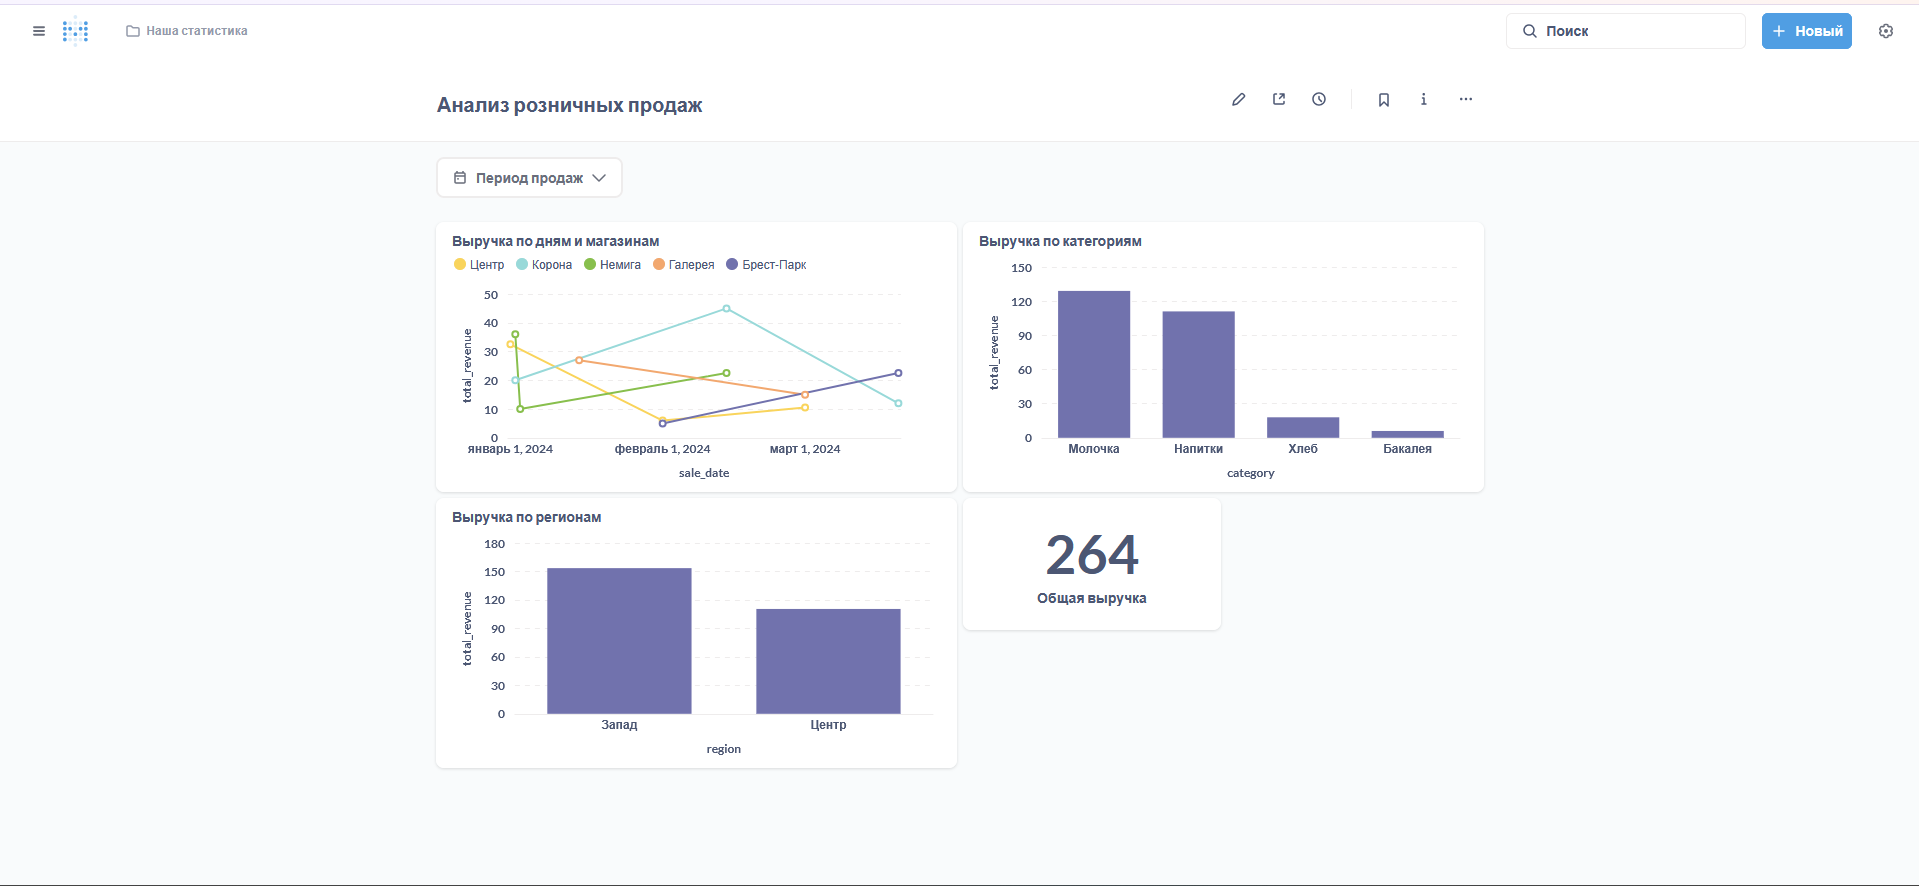 Наша статистика
Поиск
Новый
Анализ розничных продаж
Период продаж
Выручка по дням и магазинам
Центр Корона Немига Галерея Брест-Парк
50
40
30
20
10
0
total_revenue
январь 1, 2024 февраль 1, 2024 март 1, 2024
sale_date
Выручка по категориям
150
120
90
60
30
0
total_revenue
Молочка Напитки Хлеб Бакалея
category
Выручка по регионам
180
150
120
90
60
30
0
total_revenue
Запад Центр
region
264
Общая выручка